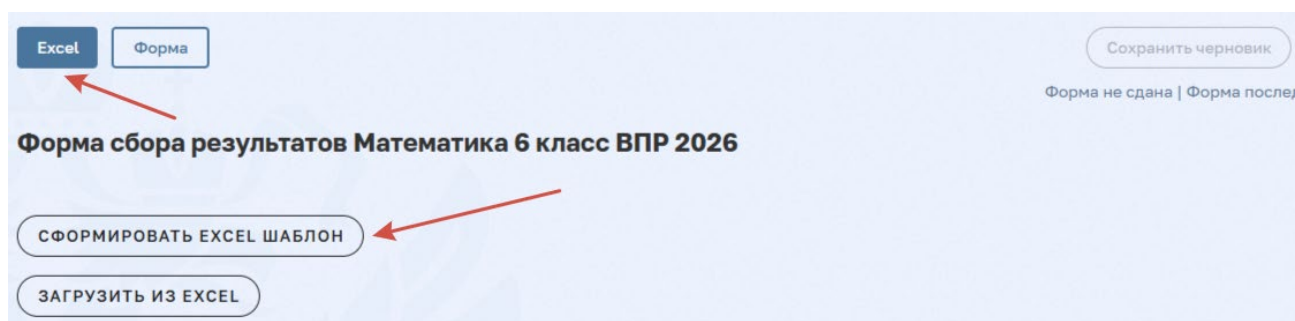 Excel Форма Сохранить черновик
Форма не сдана | Форма
Форма сбора результатов Математика 6 класс ВПР 2026
СФОРМИРОВАТЬ EXCEL ШАБЛОН
ЗАГРУЗИТЬ ИЗ EXCEL